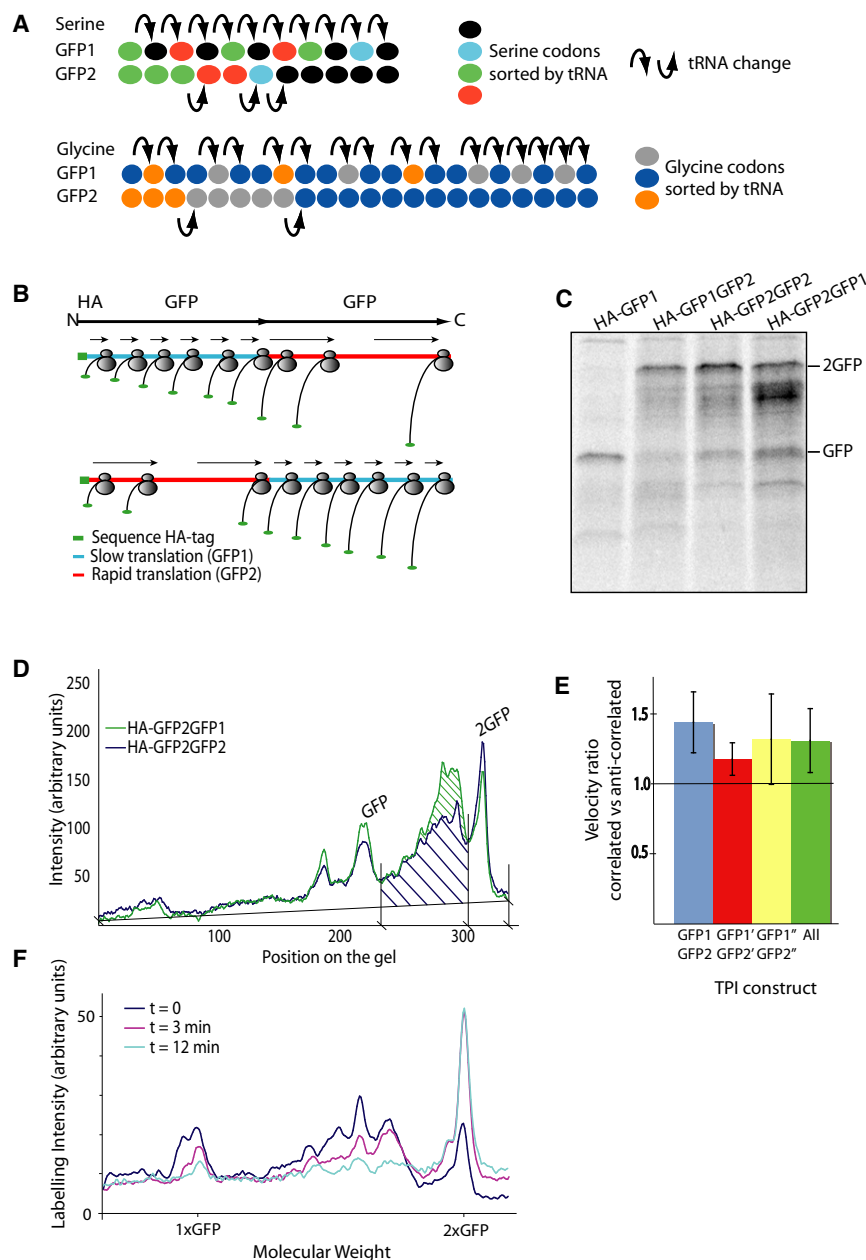 A
Serine
GFP1
GFP2
Serine codons
sorted by tRNA
tRNA change
Glycine
GFP1
GFP2
Glycine codons
sorted by tRNA
B
HA GFP GFP
N C
Sequence HA-tag
Slow translation (GFP1)
Rapid translation (GFP2)
C
HA-GFP1
HA-GFP1GFP2
HA-GFP2GFP2
HA-GFP2GFP1
2GFP
GFP
D
Intensity (arbitrary units)
250
200
150
100
50
HA-GFP2GFP1
HA-GFP2GFP2
GFP
2GFP
100 200 300
Position on the gel
E
Velocity ratio
correlated vs anti-correlated
1.5
1.0
0.5
GFP1 GFP1' GFP1" All
GFP2 GFP2' GFP2"
TPI construct
F
Labelling Intensity (arbitrary units)
50
0
t = 0
t = 3 min
t = 12 min
1xGFP 2xGFP
Molecular Weight